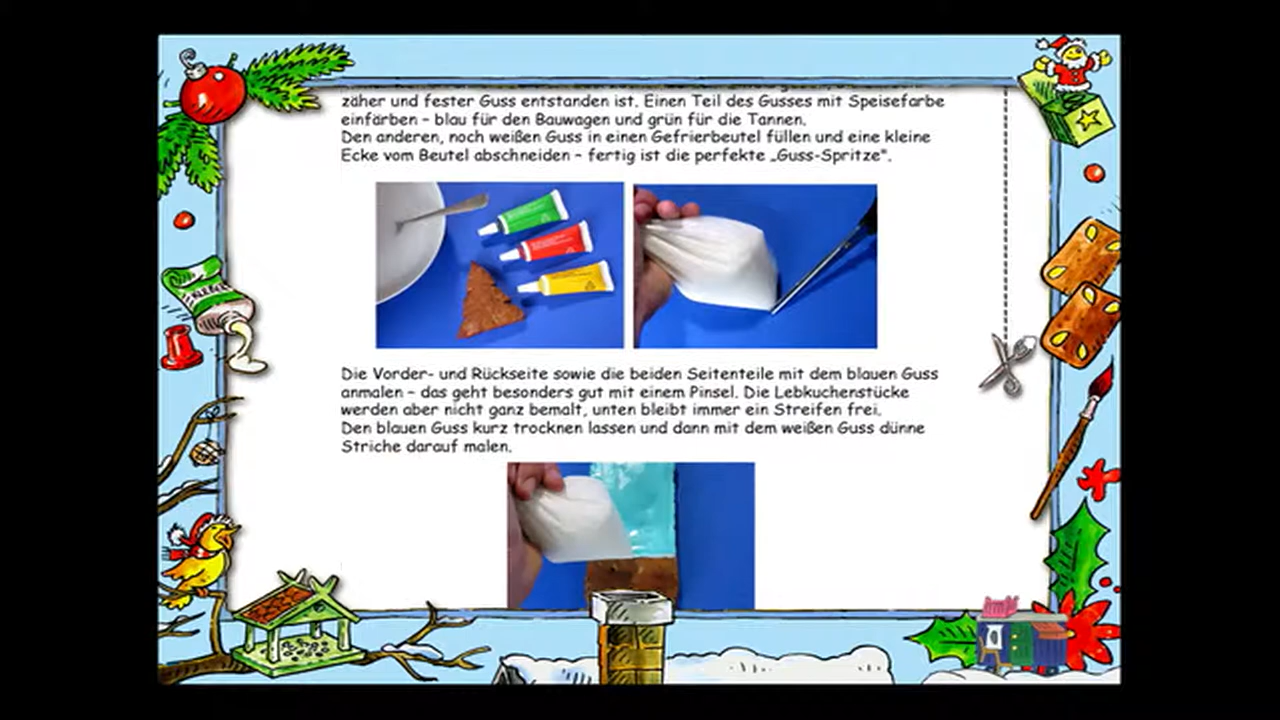 zäher und fester Guss entstanden ist. Einen Teil des Gusses mit Speisefarbe
einfärben – blau für den Bauwagen und grün für die Tannen.
Den anderen, noch weißen Guss in einen Gefrierbeutel füllen und eine kleine
Ecke vom Beutel abschneiden – fertig ist die perfekte „Guss-Spritze".
KLEBER
Die Vorder- und Rückseite sowie die beiden Seitenteile mit dem blauen Guss
anmalen – das geht besonders gut mit einem Pinsel. Die Lebkuchenstücke
werden aber nicht ganz bemalt, unten bleibt immer ein Streifen frei.
Den blauen Guss kurz trocknen lassen und dann mit dem weißen Guss dünne
Striche darauf malen.